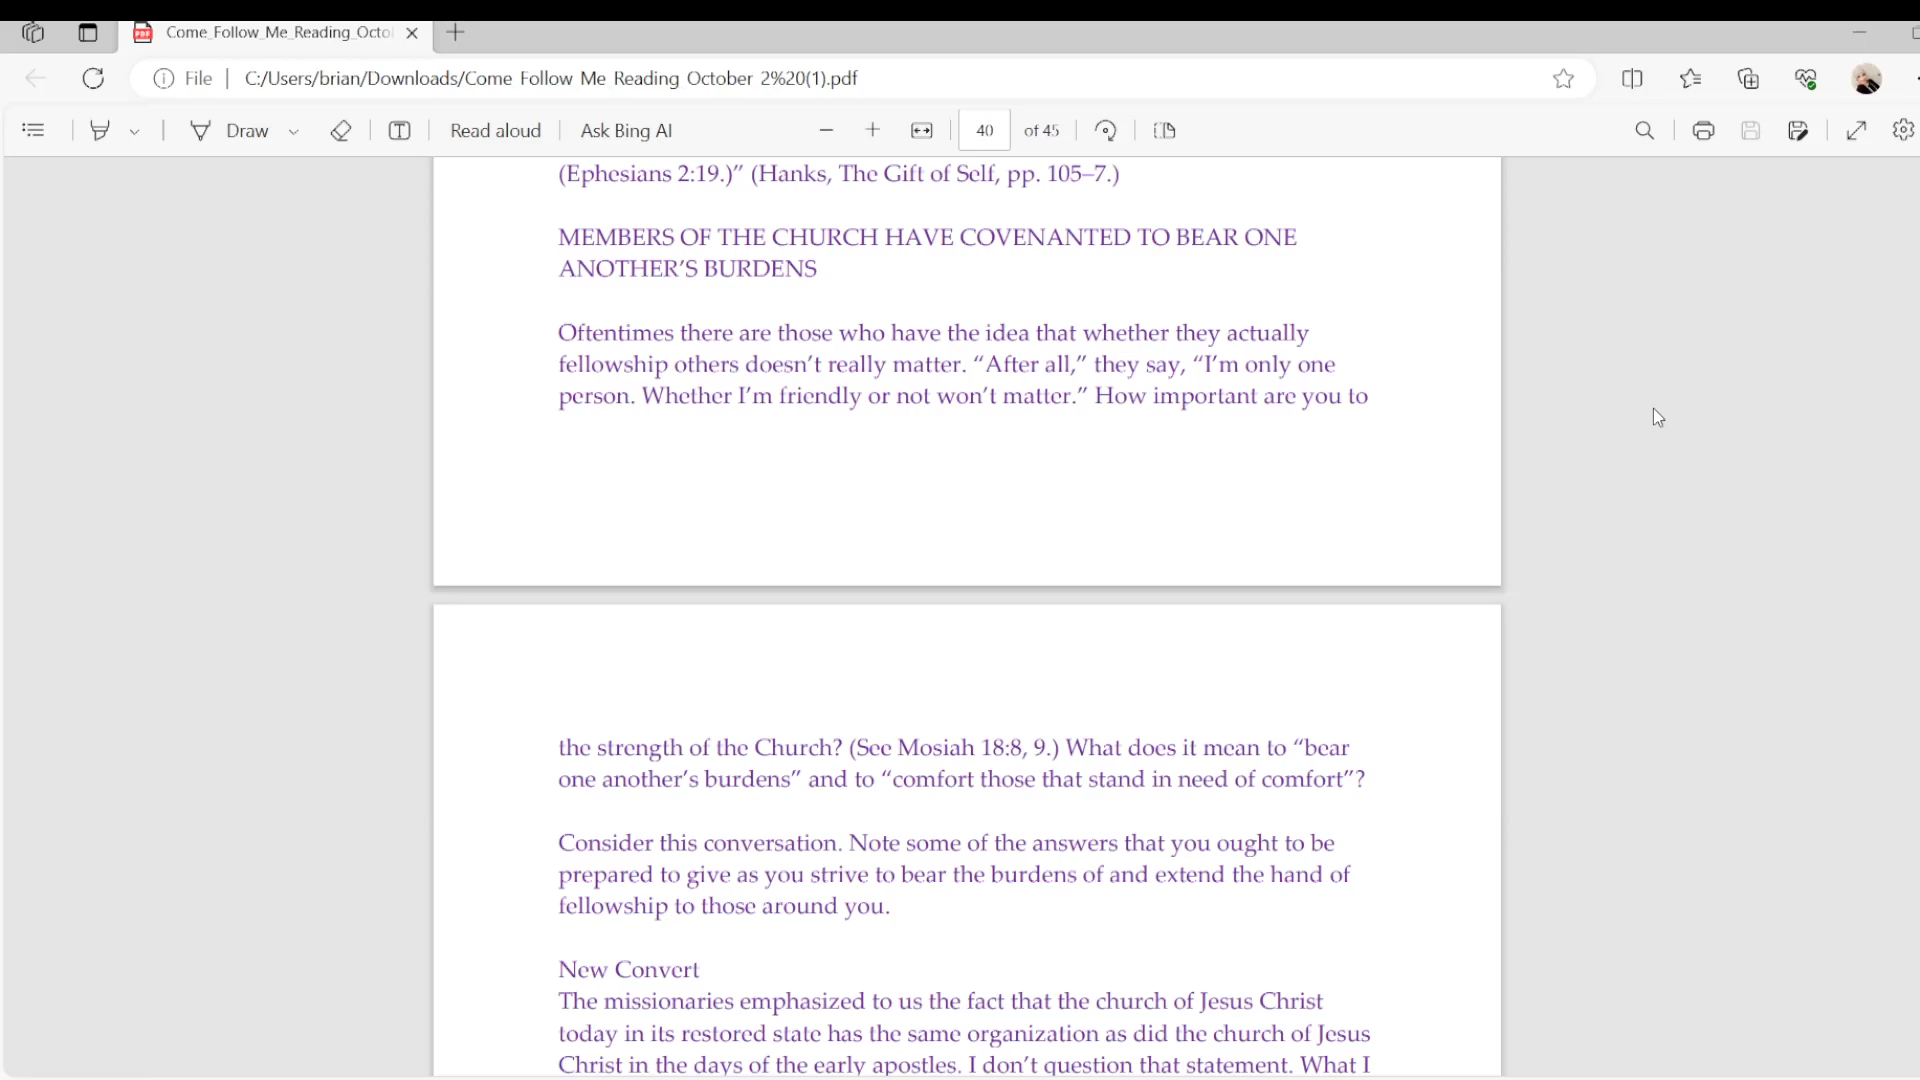 Come_Follow_Me_Reading_Octo
File
C:/Users/brian/Downloads/Come Follow Me Reading October 2%20(1).pdf
Draw
Read aloud
Ask Bing AI
40
of 45
(Ephesians 2:19.)” (Hanks, The Gift of Self, pp. 105–7.)
MEMBERS OF THE CHURCH HAVE COVENANTED TO BEAR ONE
ANOTHER’S BURDENS
Oftentimes there are those who have the idea that whether they actually
fellowship others doesn’t really matter. “After all,” they say, “I’m only one
person. Whether I’m friendly or not won’t matter.” How important are you to
the strength of the Church? (See Mosiah 18:8, 9.) What does it mean to “bear
one another’s burdens” and to “comfort those that stand in need of comfort”?
Consider this conversation. Note some of the answers that you ought to be
prepared to give as you strive to bear the burdens of and extend the hand of
fellowship to those around you.
New Convert
The missionaries emphasized to us the fact that the church of Jesus Christ
today in its restored state has the same organization as did the church of Jesus
Christ in the days of the early apostles. I don’t question that statement. What I